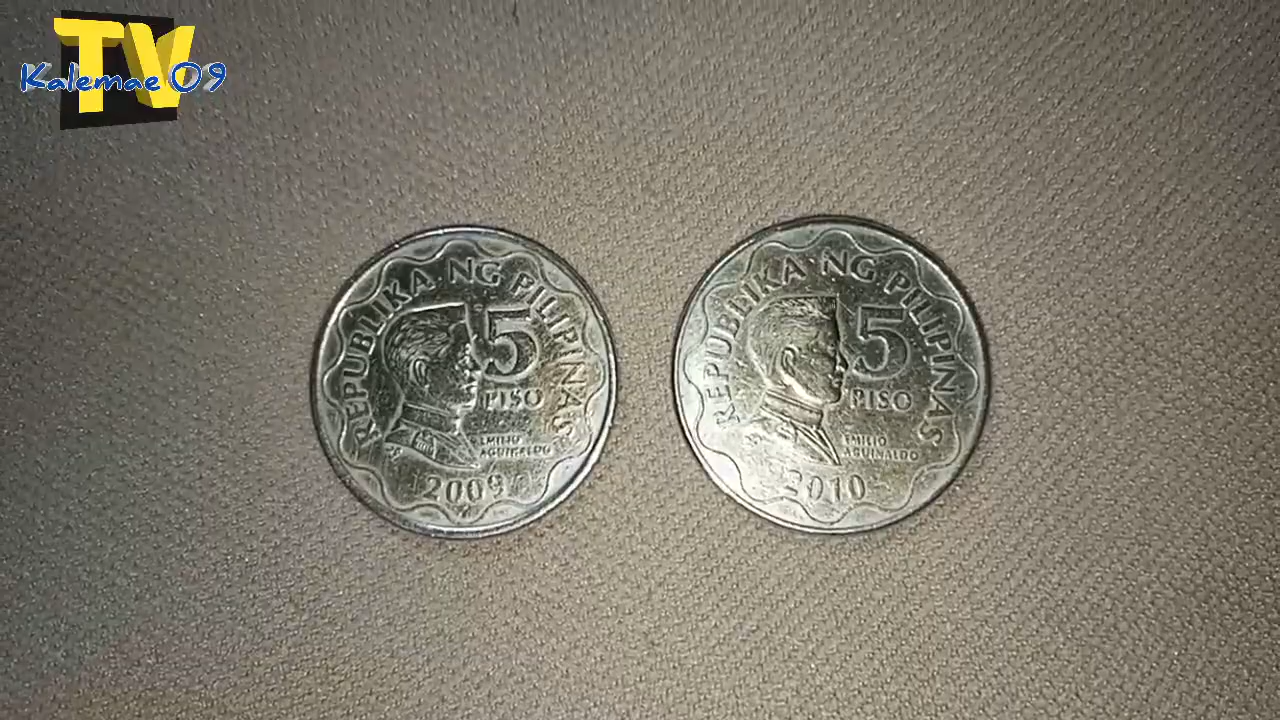 TV
Kalemae 09
REPUBLIKA NG PILIPINAS
5
PISO
EMILIO
AGUINALDO
2009
REPUBLIKA NG PILIPINAS
5
PISO
EMILIO
AGUINALDO
2010